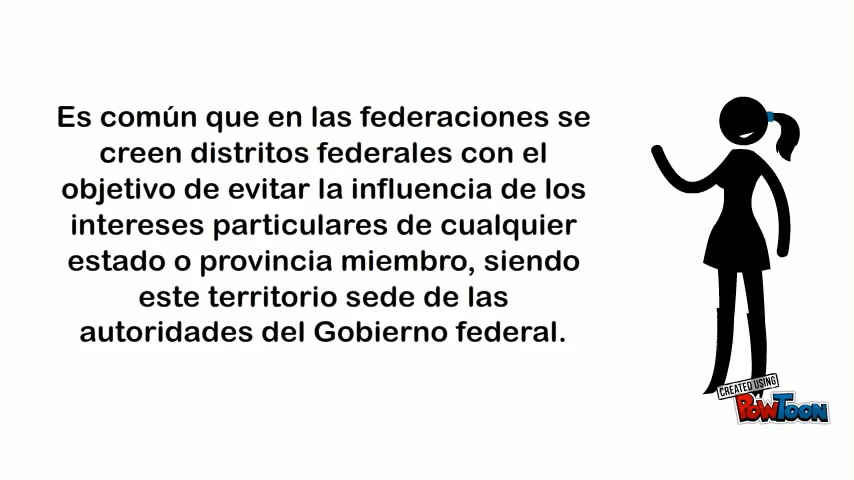 Es común que en las federaciones se
creen distritos federales con el
objetivo de evitar la influencia de los
intereses particulares de cualquier
estado o provincia miembro, siendo
este territorio sede de las
autoridades del Gobierno federal.
CREATED USING
POWTOON